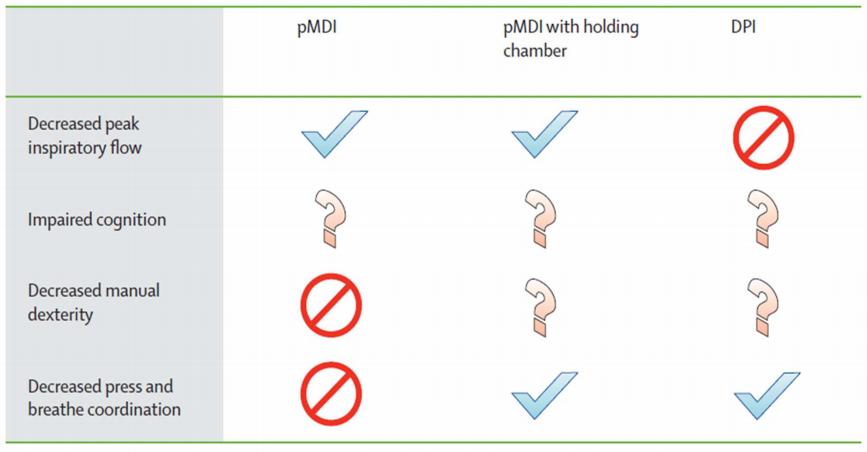 pMDI
pMDI with holding
chamber
DPI
Decreased peak
inspiratory flow
Impaired cognition
Decreased manual
dexterity
Decreased press and
breathe coordination